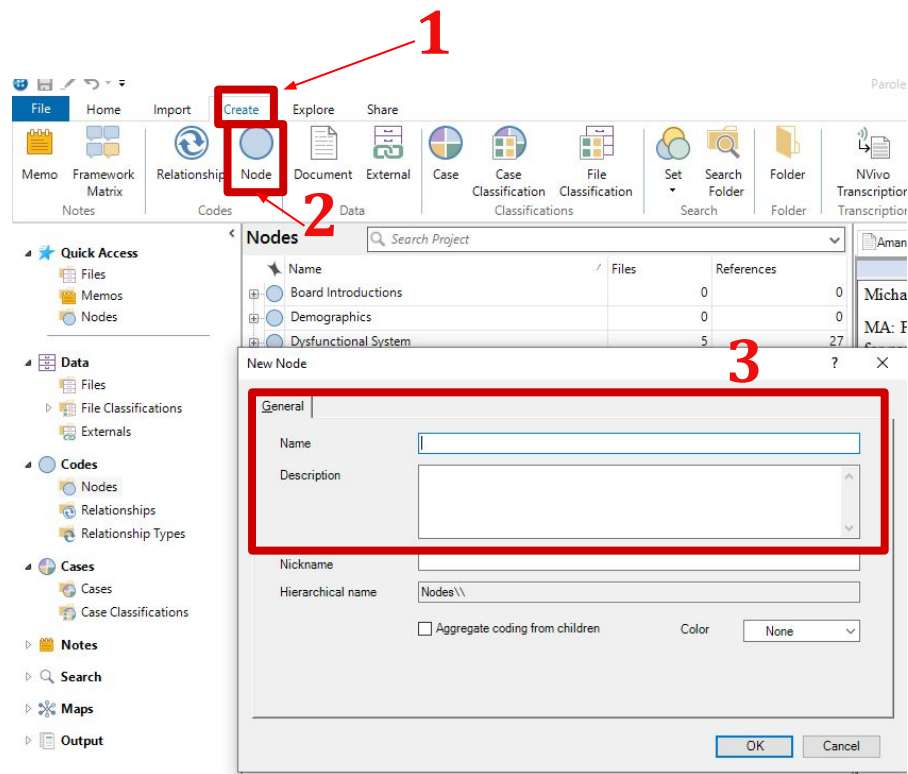 1
Parole
File Home Import Create Explore Share
Memo Framework Matrix Relationship Node Document External Case Case Classification File Classification Set Search Folder Folder NVivo Transcription
Notes Codes Data Classifications Search Folder Transcription
2
Quick Access
Files
Memos
Nodes
Data
Files
File Classifications
Externals
Codes
Nodes
Relationships
Relationship Types
Cases
Cases
Case Classifications
Notes
Search
Maps
Output
Nodes Search Project
Name Files References
Board Introductions 0 0
Demographics 0 0
Dysfunctional System 5 27
Aman
Micha
MA: F
3
New Node ?
General
Name
Description
Nickname
Hierarchical name Nodes\\
Aggregate coding from children Color None
OK Cancel